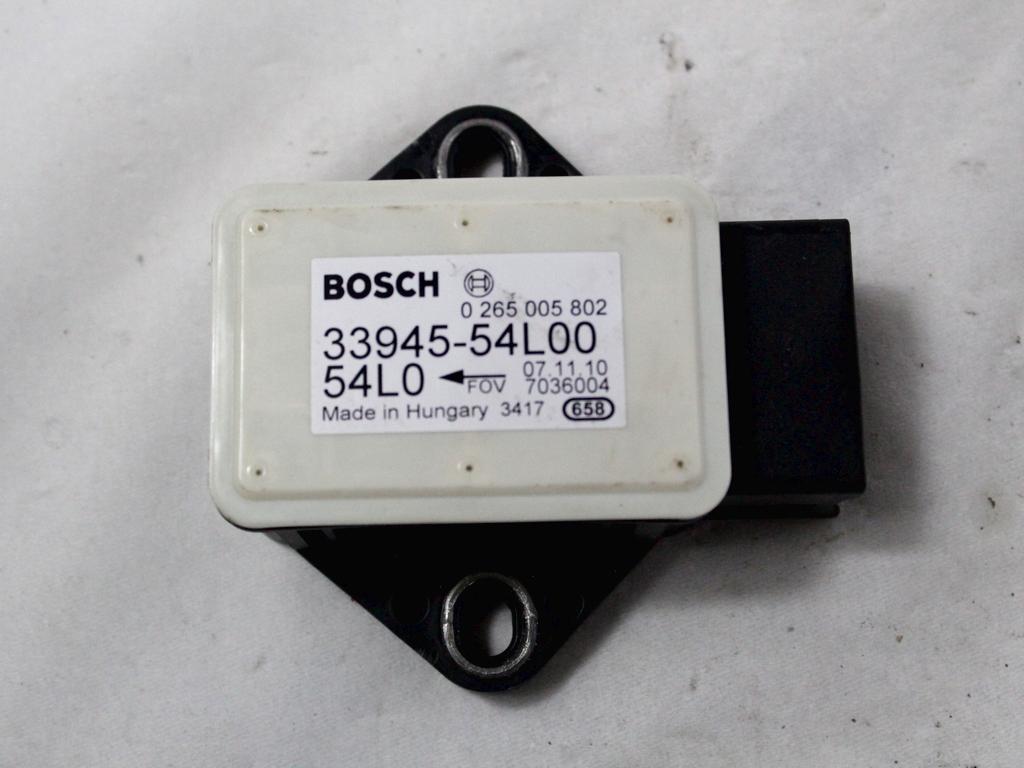 BOSCH
0 265 005 802
33945-54L00
54L0 07.11.10
FOV 7036004
Made in Hungary 3417 658